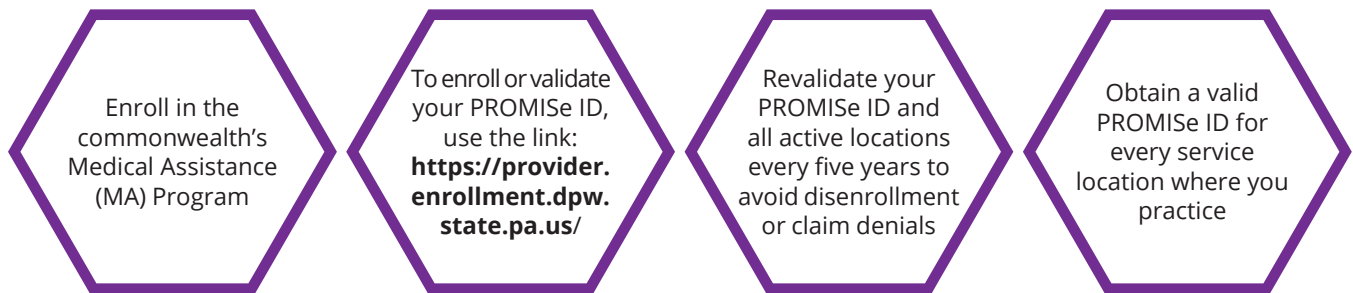 Enroll in the
commonwealth's
Medical Assistance
(MA) Program
To enroll or validate
your PROMISe ID,
use the link:
https://provider.
enrollment.dpw.
state.pa.us/
Revalidate your
PROMISe ID and
all active locations
every five years to
avoid disenrollment
or claim denials
Obtain a valid
PROMISe ID for
every service
location where you
practice